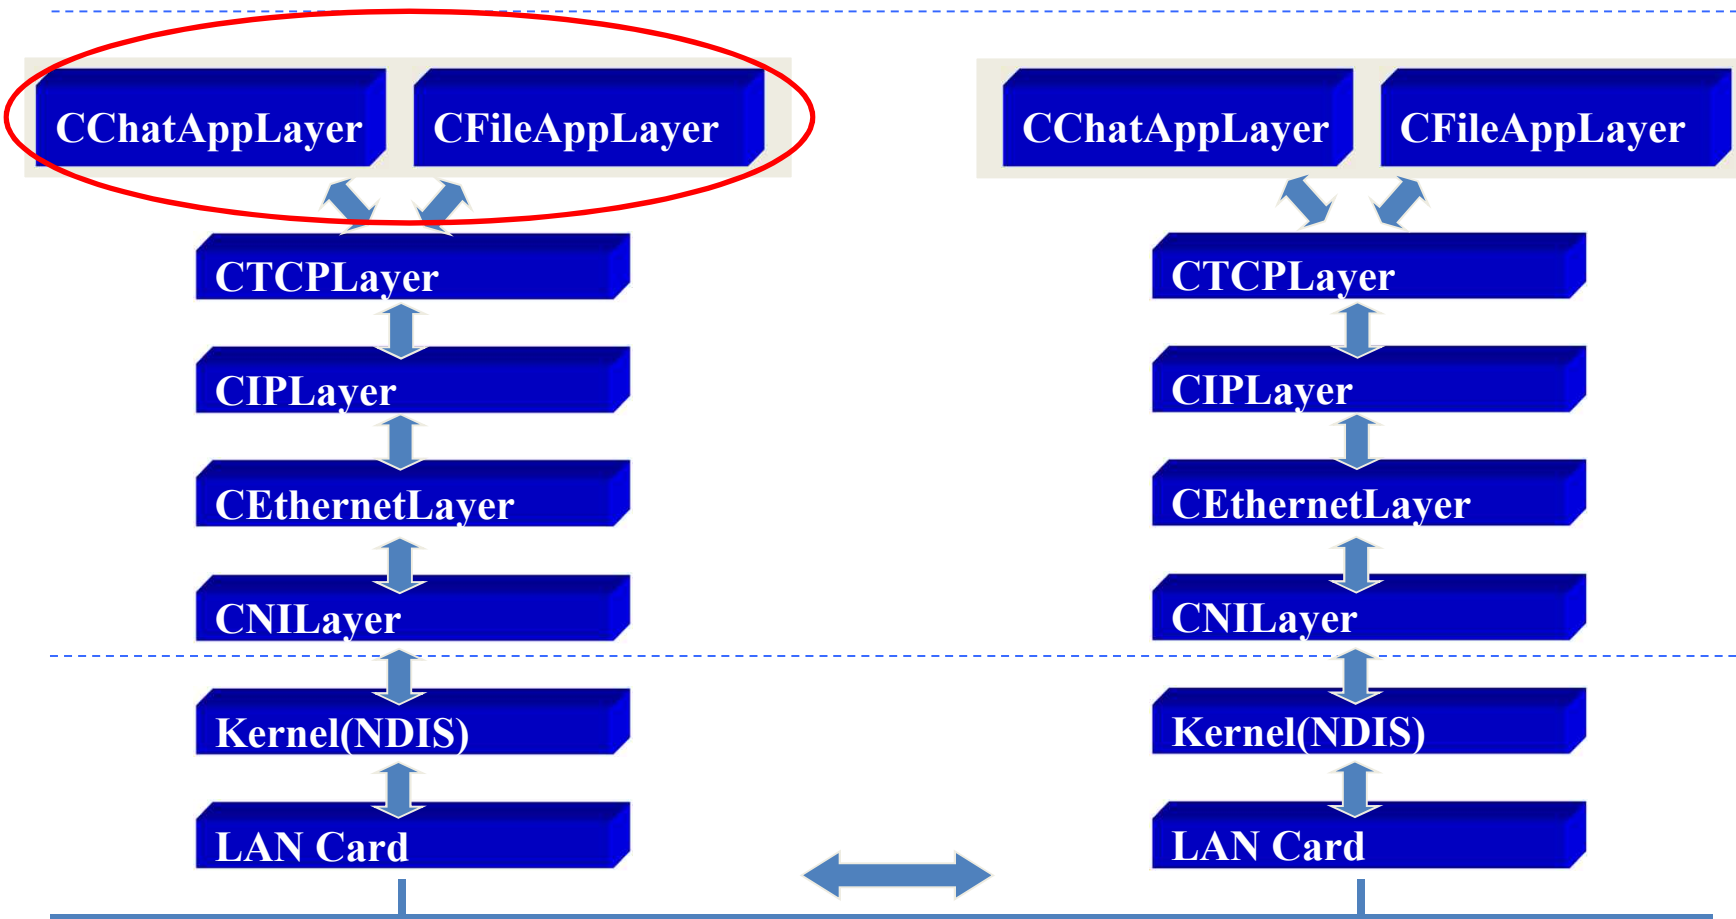 CChatAppLayer
CFileAppLayer
CTCPLayer
CIPLayer
CEthernetLayer
CNILayer
Kernel(NDIS)
LAN Card
CChatAppLayer
CFileAppLayer
CTCPLayer
CIPLayer
CEthernetLayer
CNILayer
Kernel(NDIS)
LAN Card